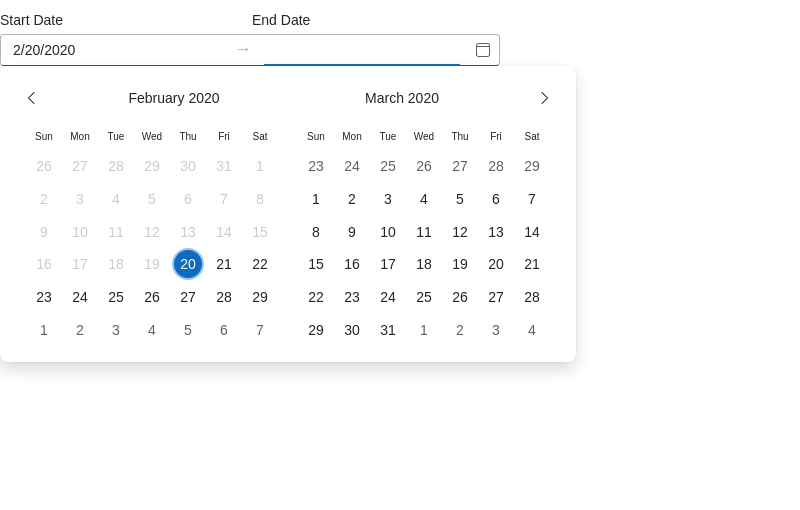 Start Date End Date
2/20/2020 →
February 2020 March 2020
Sun Mon Tue Wed Thu Fri Sat Sun Mon Tue Wed Thu Fri Sat
26 27 28 29 30 31 1 23 24 25 26 27 28 29
2 3 4 5 6 7 8 1 2 3 4 5 6 7
9 10 11 12 13 14 15 8 9 10 11 12 13 14
16 17 18 19 20 21 22 15 16 17 18 19 20 21
23 24 25 26 27 28 29 22 23 24 25 26 27 28
1 2 3 4 5 6 7 29 30 31 1 2 3 4